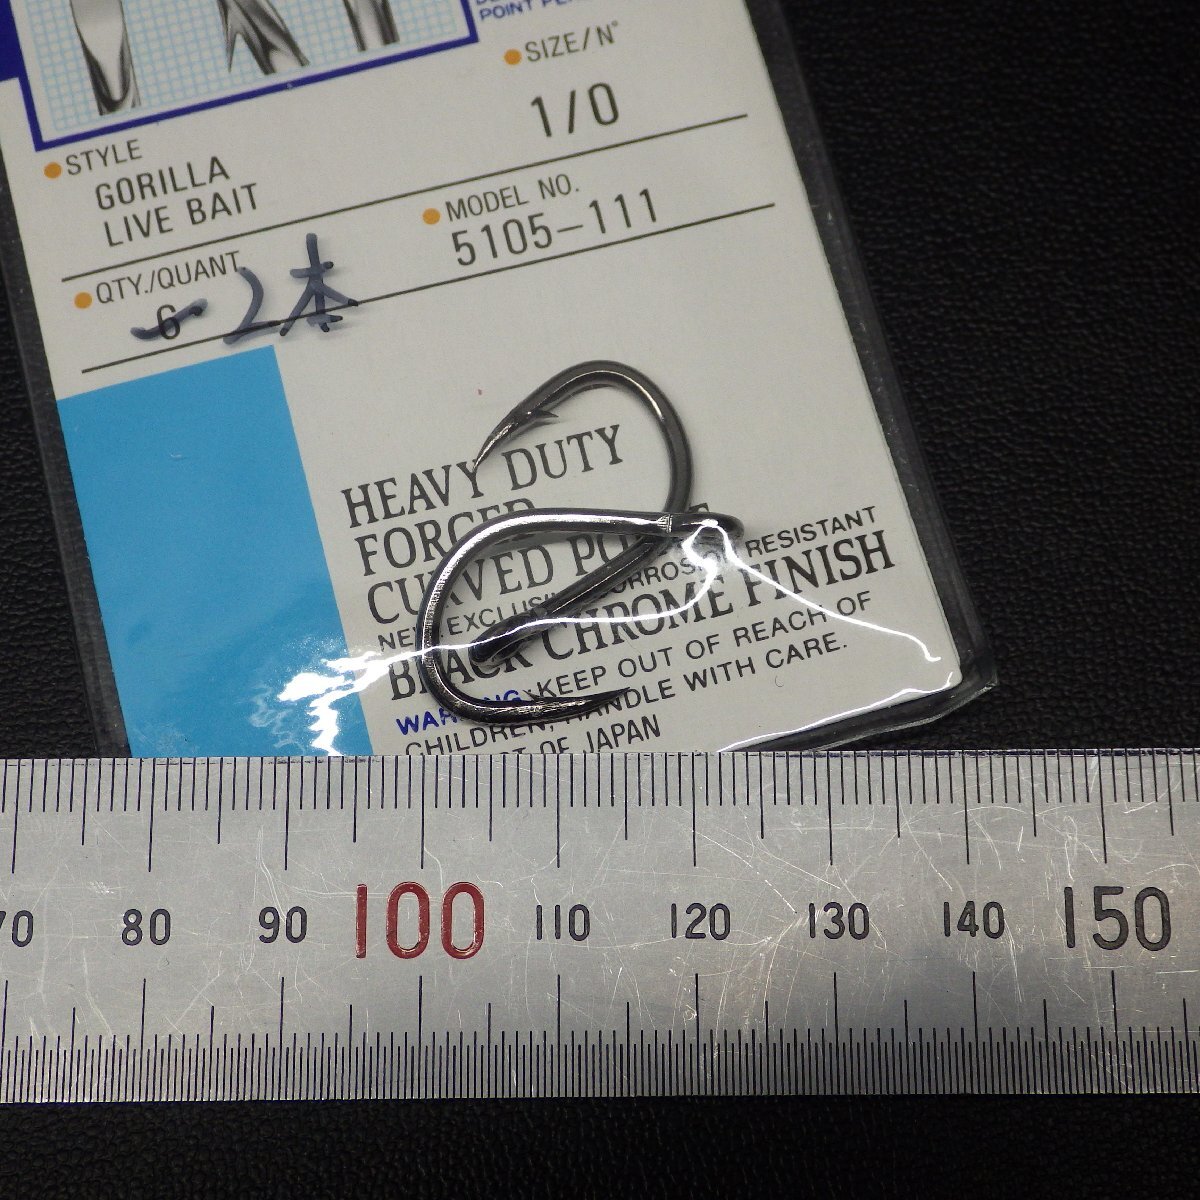 POINT
SIZE/N°
1/0
STYLE
GORILLA
LIVE BAIT
MODEL NO.
5105-111
QTY./QUANT.
6 2本
HEAVY DUTY
FORGED
CURVED
RESISTANT
BLACK CHROME FINISH
WARNING: KEEP OUT OF REACH OF
CHILDREN, HANDLE WITH CARE.
OF JAPAN
70 80 90 100 110 120 130 140 150